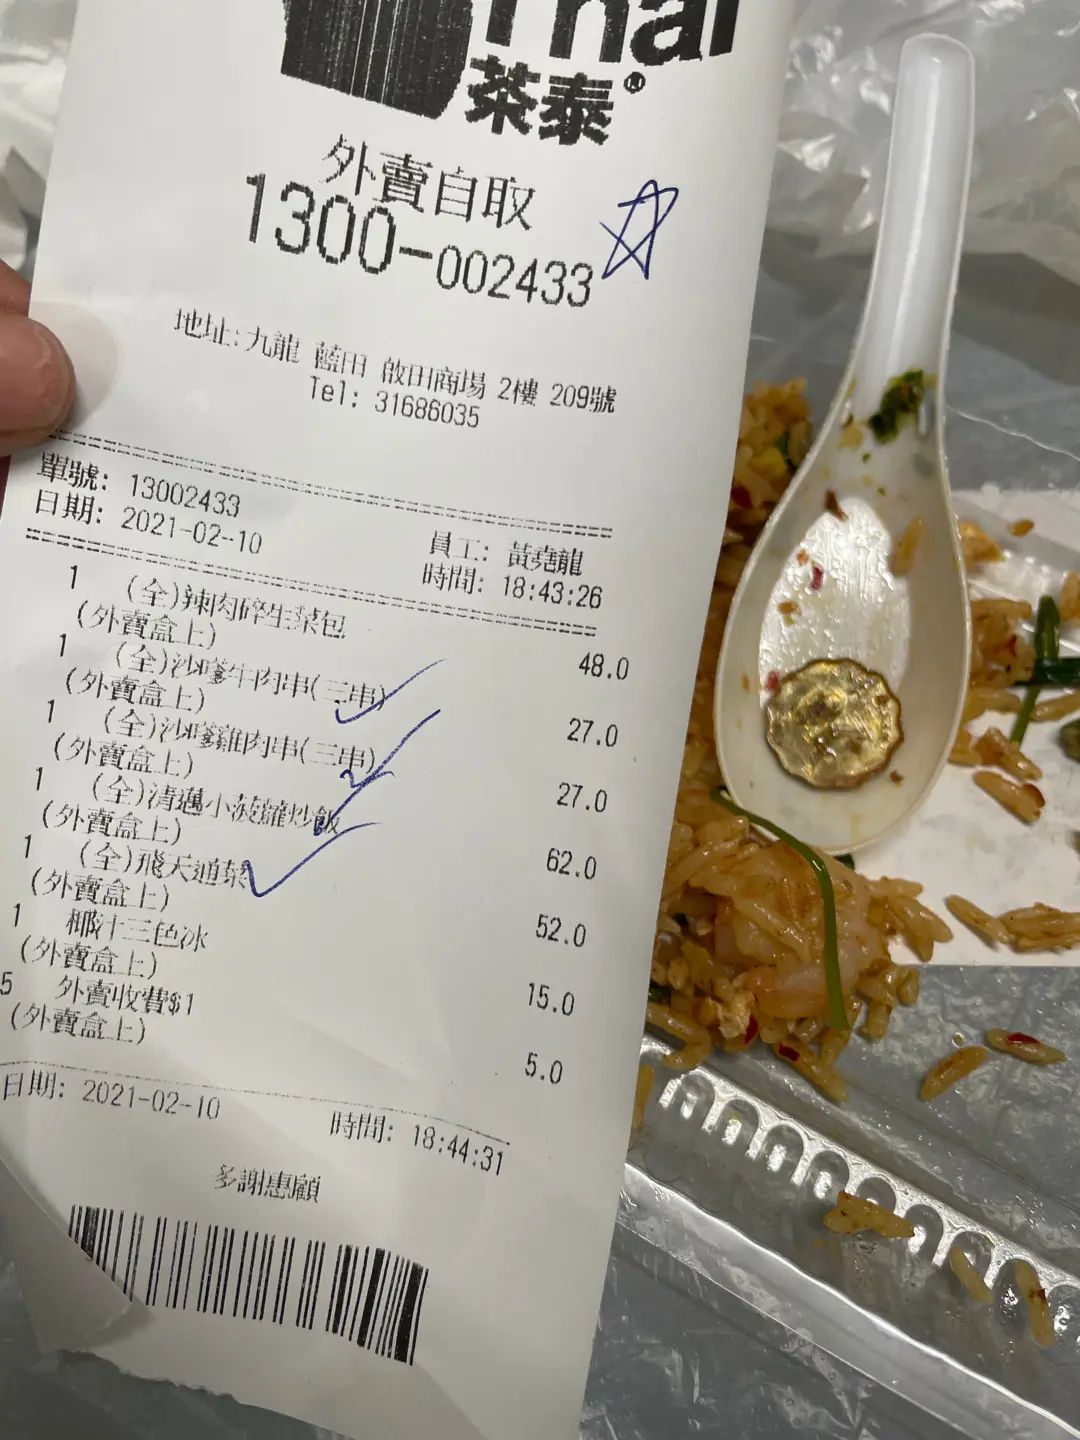 Thai
茶泰®
外賣自取
1300-002433
地址:九龍 藍田 啟田商場 2樓 209號
Tel: 31686035
單號: 13002433
員工: 黃堯龍
日期: 2021-02-10
時間: 18:43:26
1 (全)辣肉碎生菜包
(外賣盒上) 48.0
1 (全)沙嗲牛肉串(三串)
(外賣盒上) 27.0
1 (全)沙嗲雞肉串(三串)
(外賣盒上) 27.0
1 (全)清邁小菠蘿炒飯
(外賣盒上) 62.0
1 (全)飛天通菜
(外賣盒上) 52.0
1 椰汁三色冰
(外賣盒上) 15.0
5 外賣收費$1
(外賣盒上) 5.0
日期: 2021-02-10 時間: 18:44:31
多謝惠顧